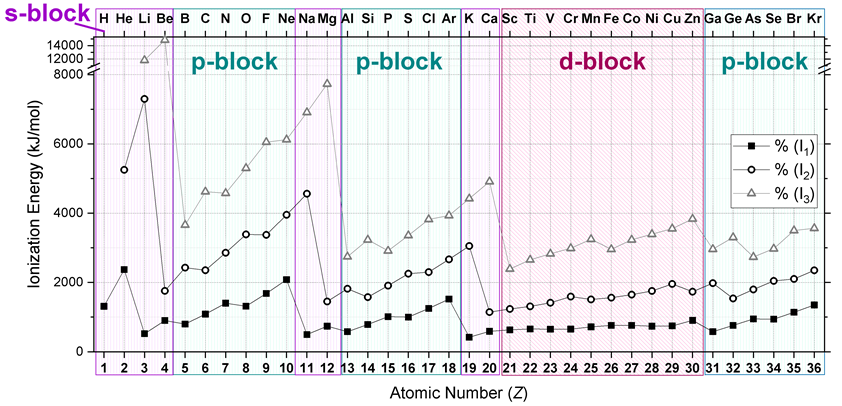 s-block
H He Li Be B C N O F Ne Na Mg Al Si P S Cl Ar K Ca Sc Ti V Cr Mn Fe Co Ni Cu Zn Ga Ge As Se Br Kr
14000
12000
8000
p-block p-block d-block p-block
6000
% (I₁)
% (I₂)
% (I₃)
4000
2000
0
Ionization Energy (kJ/mol)
1 2 3 4 5 6 7 8 9 10 11 12 13 14 15 16 17 18 19 20 21 22 23 24 25 26 27 28 29 30 31 32 33 34 35 36
Atomic Number (Z)